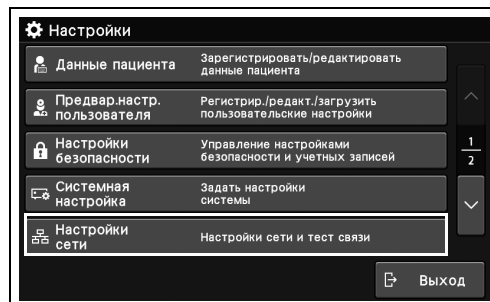 Настройки
Данные пациента
Зарегистрировать/редактировать
данные пациента
Предвар.настр.
пользователя
Регистрир./редакт./загрузить
пользовательские настройки
Настройки
безопасности
Управление настройками
безопасности и учетных записей
Системная
настройка
Задать настройки
системы
Настройки
сети
Настройки сети и тест связи
1
2
Выход